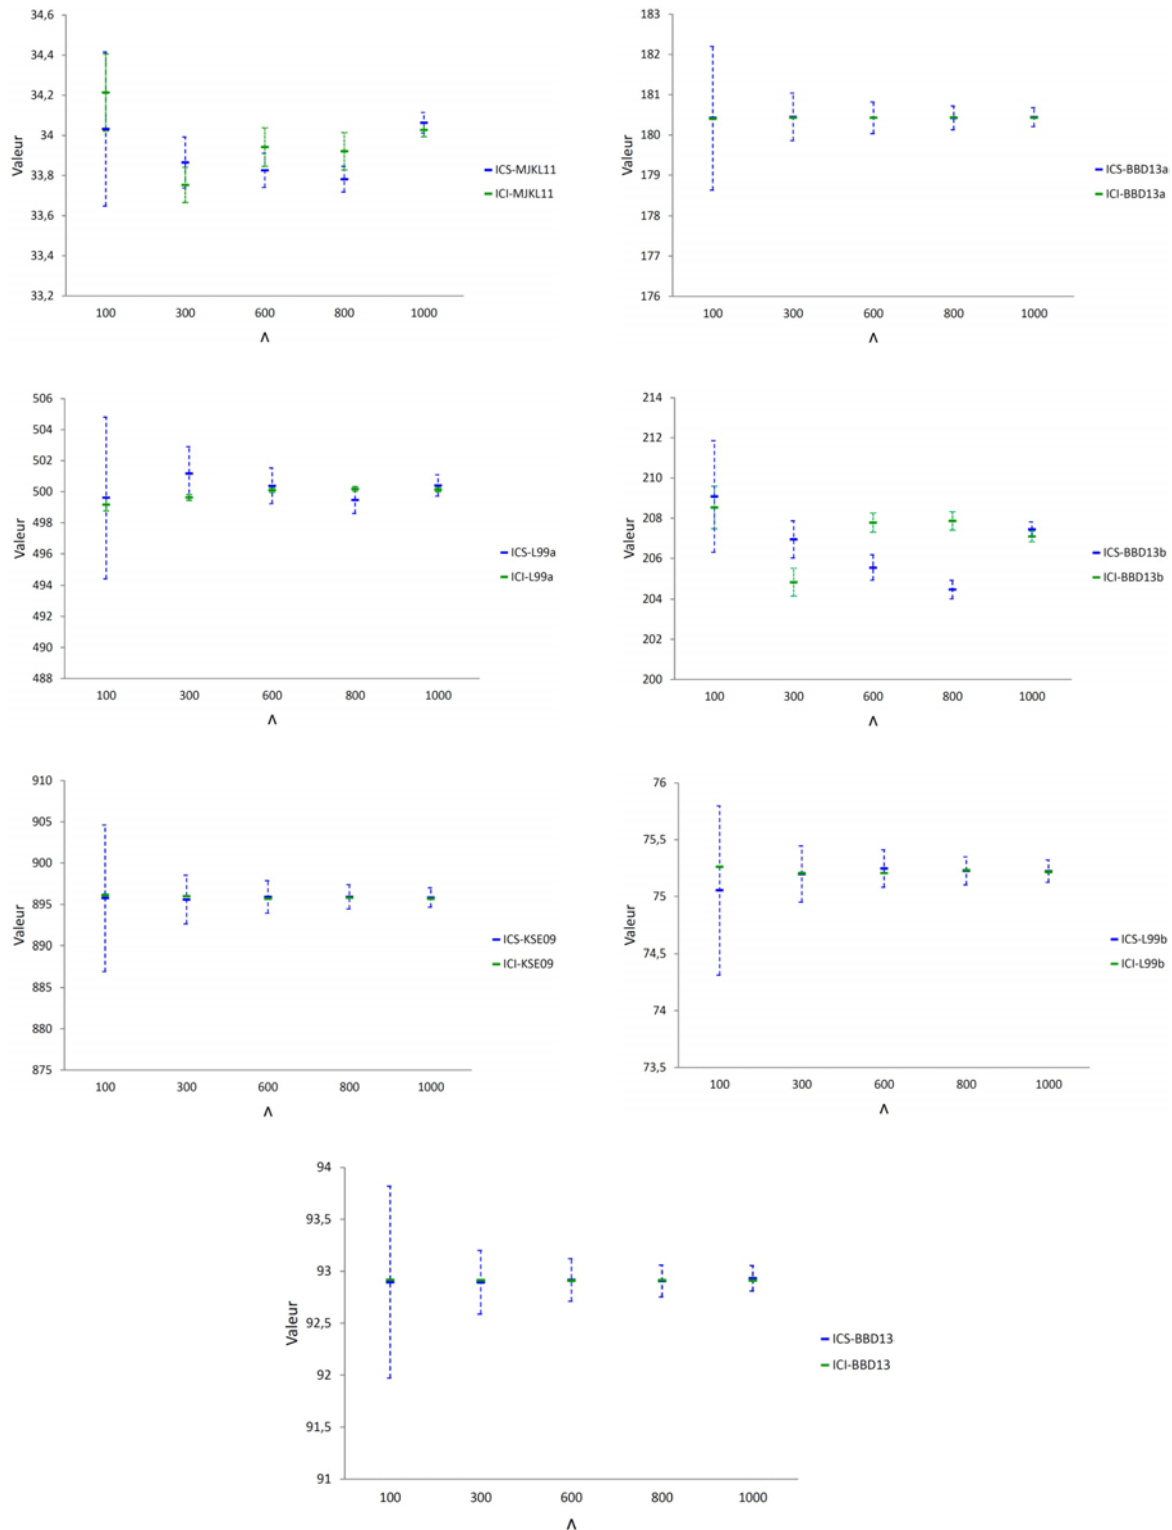 34,6
34,4
34,2
34
33,8
33,6
33,4
33,2
Valeur
100 300 600 800 1000
Λ
ICS-MJKL11
ICI-MJKL11
183
182
181
180
179
178
177
176
Valeur
100 300 600 800 1000
Λ
ICS-BBD13a
ICI-BBD13a
506
504
502
500
498
496
494
492
490
488
Valeur
100 300 600 800 1000
Λ
ICS-L99a
ICI-L99a
214
212
210
208
206
204
202
200
Valeur
100 300 600 800 1000
Λ
ICS-BBD13b
ICI-BBD13b
910
905
900
895
890
885
880
875
Valeur
100 300 600 800 1000
Λ
ICS-KSE09
ICI-KSE09
76
75,5
75
74,5
74
73,5
Valeur
100 300 600 800 1000
Λ
ICS-L99b
ICI-L99b
94
93,5
93
92,5
92
91,5
91
Valeur
100 300 600 800 1000
Λ
ICS-BBD13
ICI-BBD13